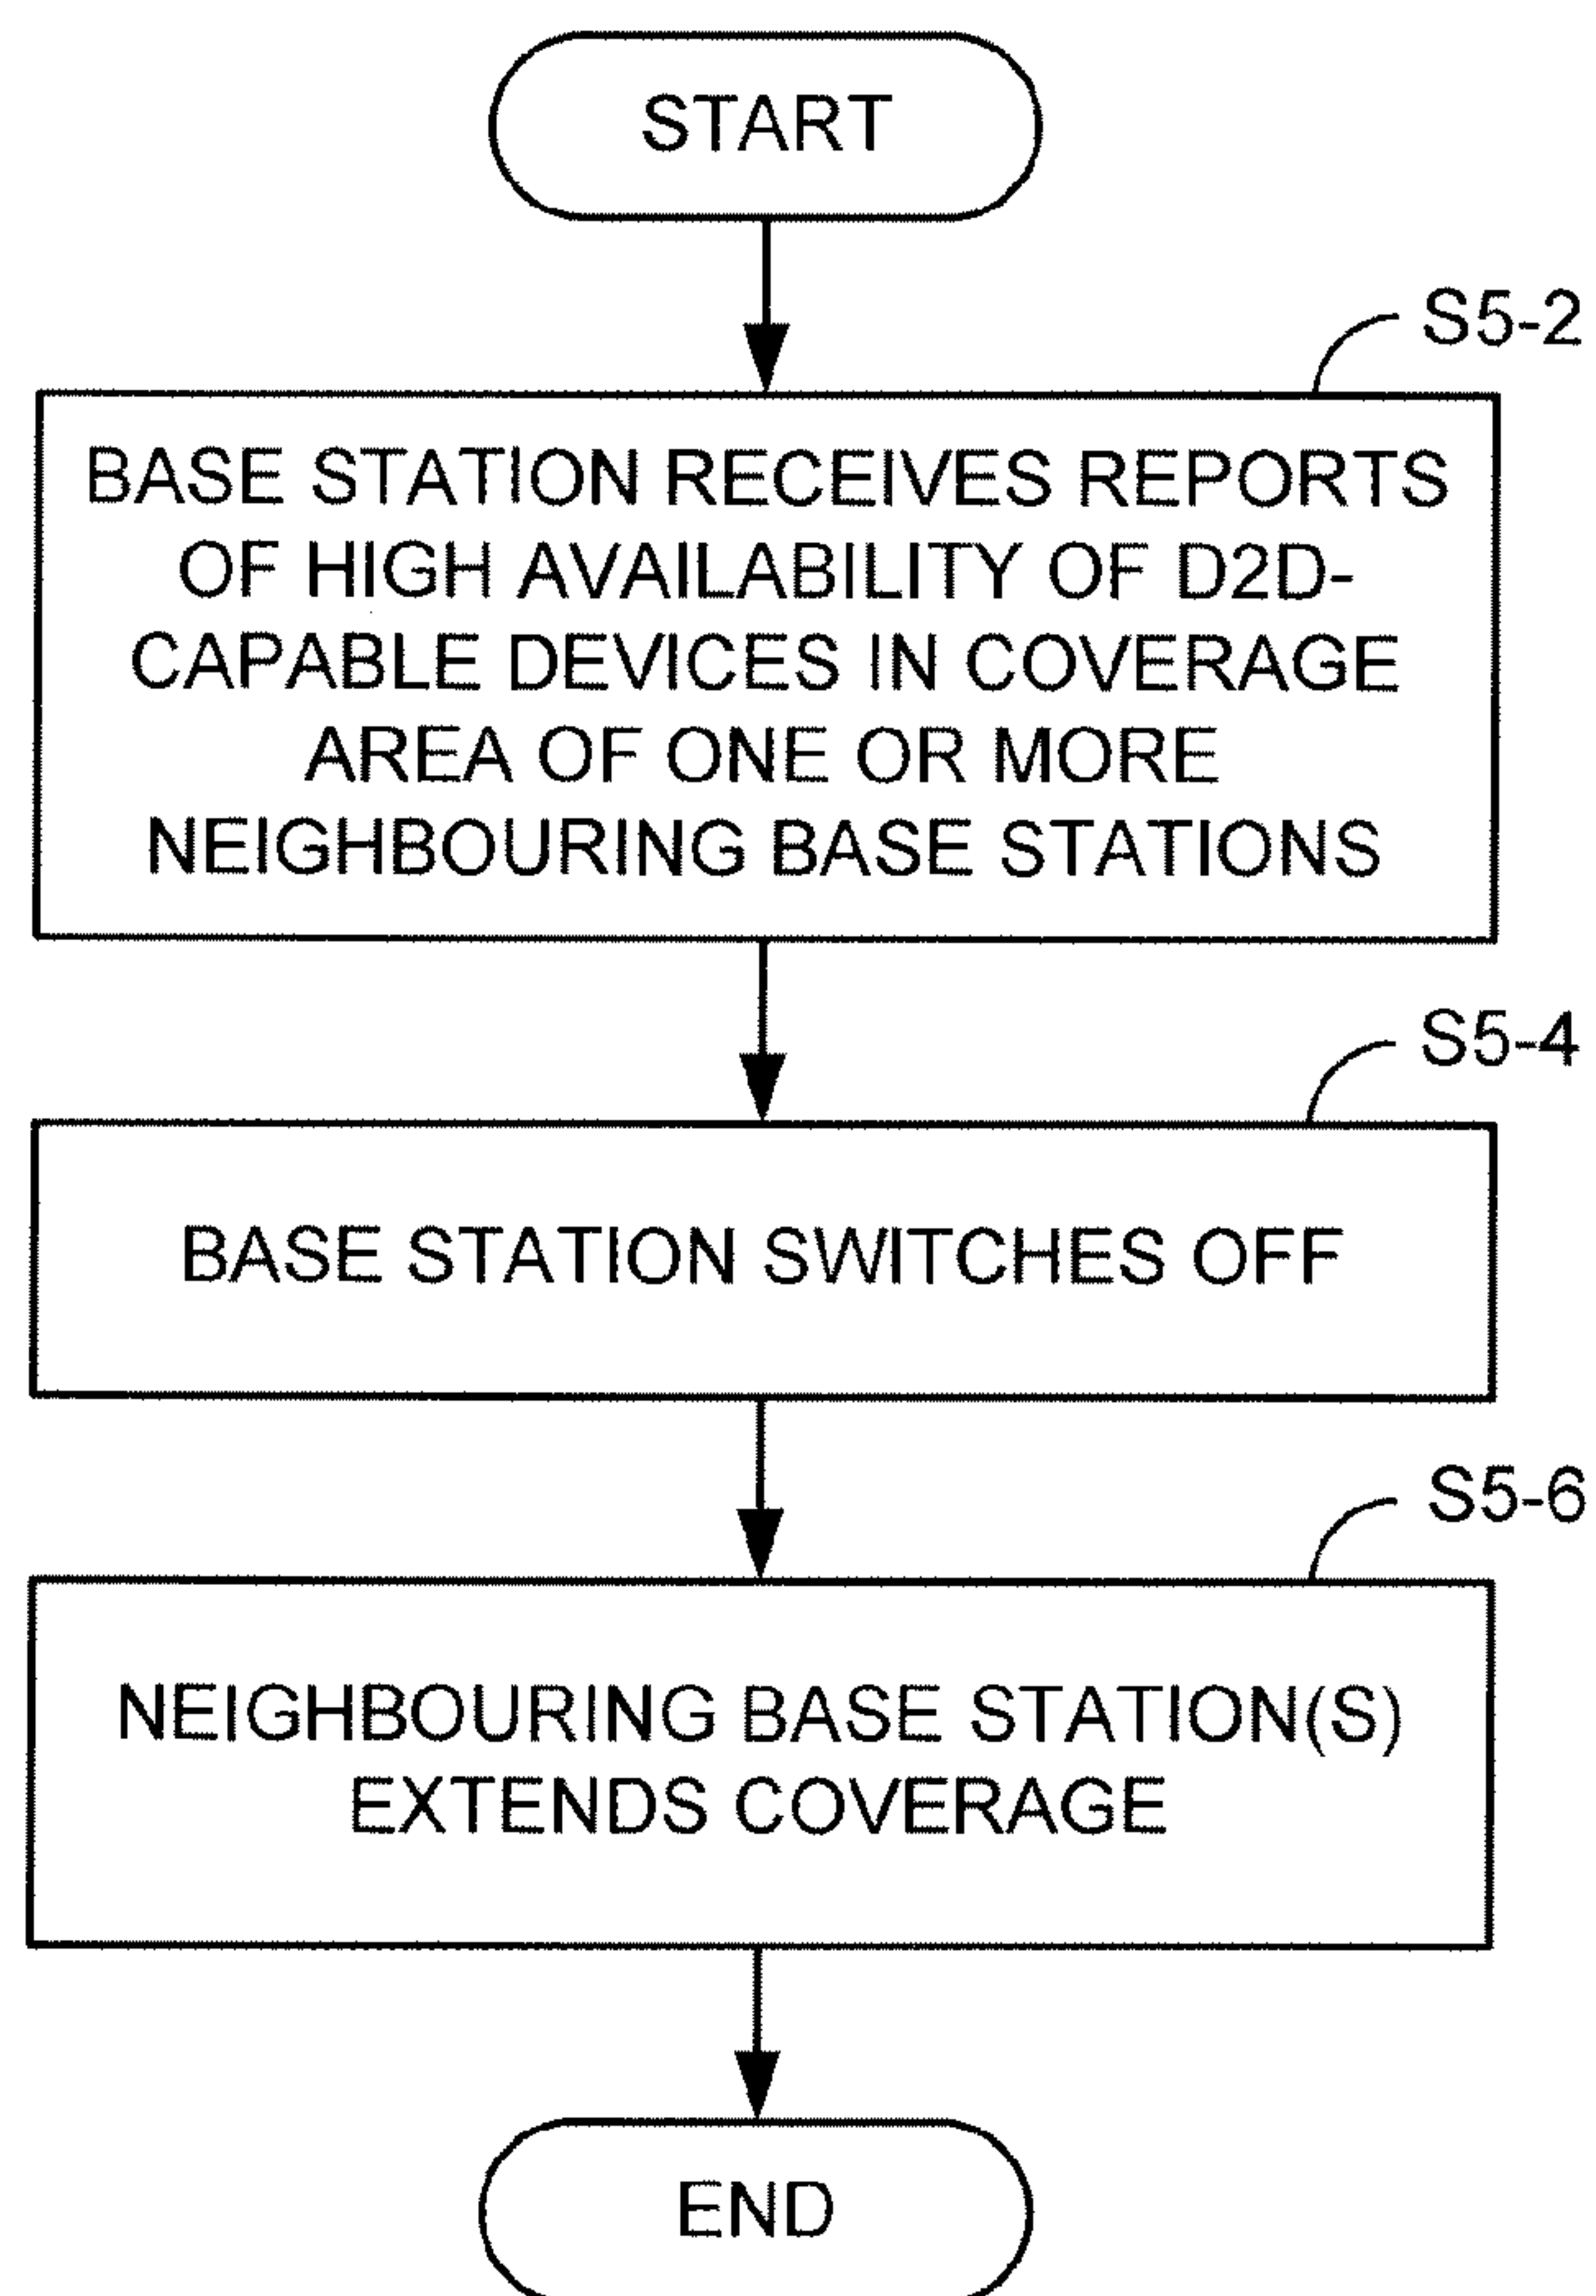 START
S5-2
BASE STATION RECEIVES REPORTS
OF HIGH AVAILABILITY OF D2D-
CAPABLE DEVICES IN COVERAGE
AREA OF ONE OR MORE
NEIGHBOURING BASE STATIONS
S5-4
BASE STATION SWITCHES OFF
S5-6
NEIGHBOURING BASE STATION(S)
EXTENDS COVERAGE
END